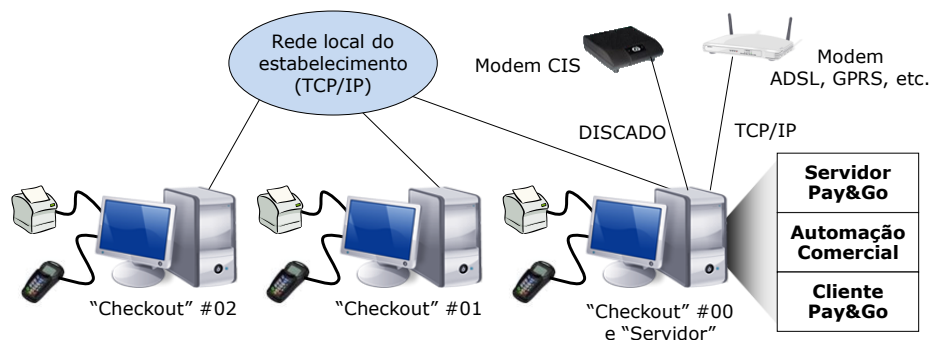 Rede local do
estabelecimento
(TCP/IP)
Modem CIS
Modem
ADSL, GPRS, etc.
DISCADO
TCP/IP
Servidor
Pay&Go
Automação
Comercial
Cliente
Pay&Go
“Checkout” #02
“Checkout” #01
“Checkout” #00
e “Servidor”